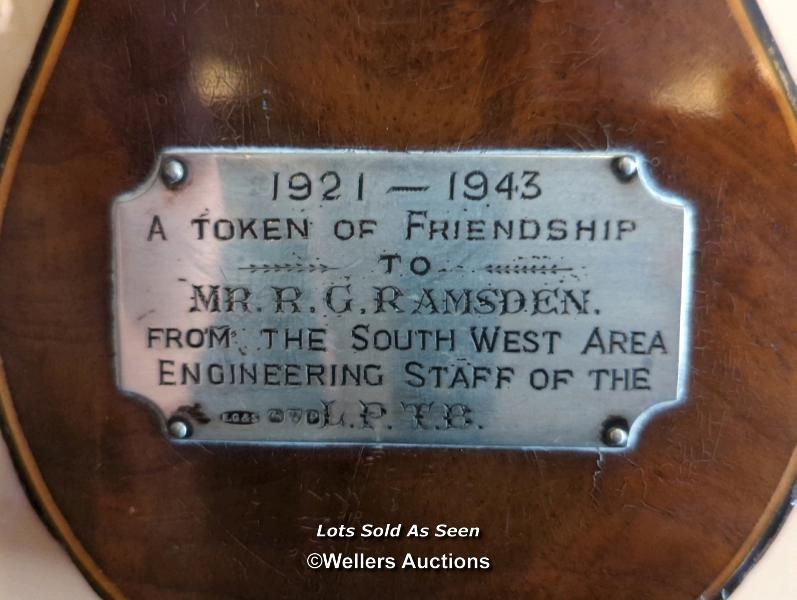 1921 — 1943
A TOKEN OF FRIENDSHIP
TO
MR. R. G. RAMSDEN.
FROM THE SOUTH WEST AREA
ENGINEERING STAFF OF THE
L.P.T.B.
Lots Sold As Seen
©Wellers Auctions